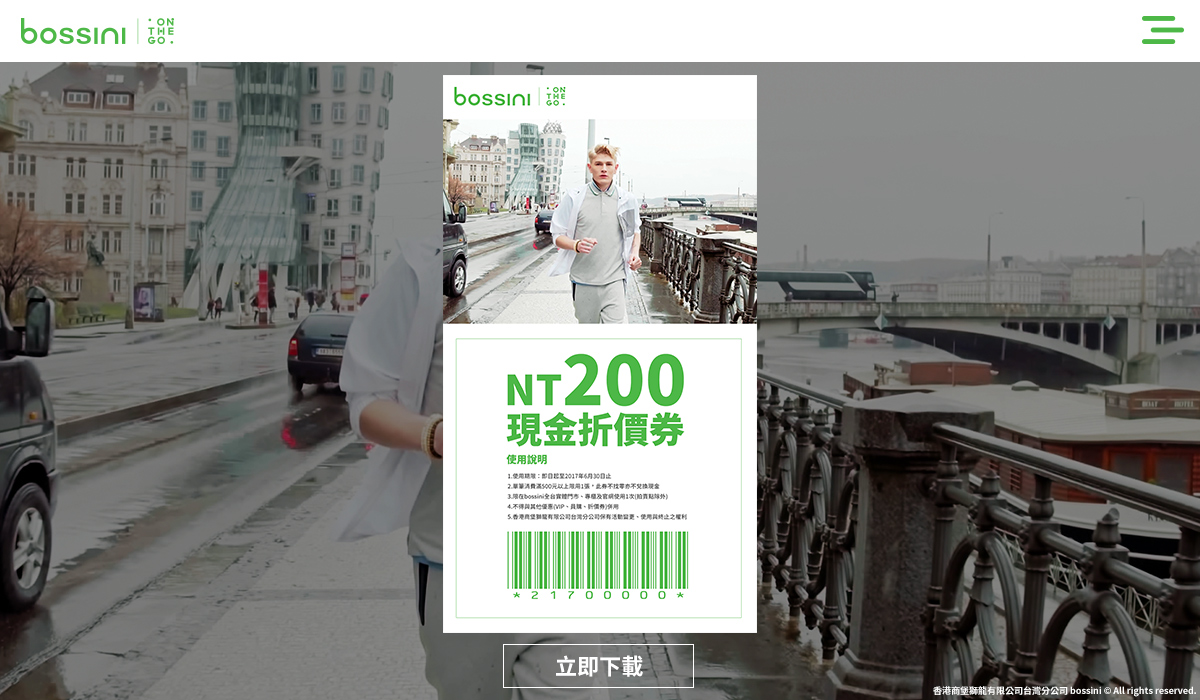 bossini ON THE GO
bossini ON THE GO
NT200
現金折價券
使用說明
1.使用期限：即日起至2017年6月30日止
2.單筆消費滿500元以上限用1張，此券不找零亦不兌換現金
3.限在bossini全台實體門市、專櫃及官網使用1次(拍賣點除外)
4.不得與其他優惠(VIP、員購、折價券)併用
5.香港商堡獅龍有限公司台灣分公司保有活動變更、使用與終止之權利
*21700000*
立即下載
香港商堡獅龍有限公司台灣分公司 bossini © All rights reserved.